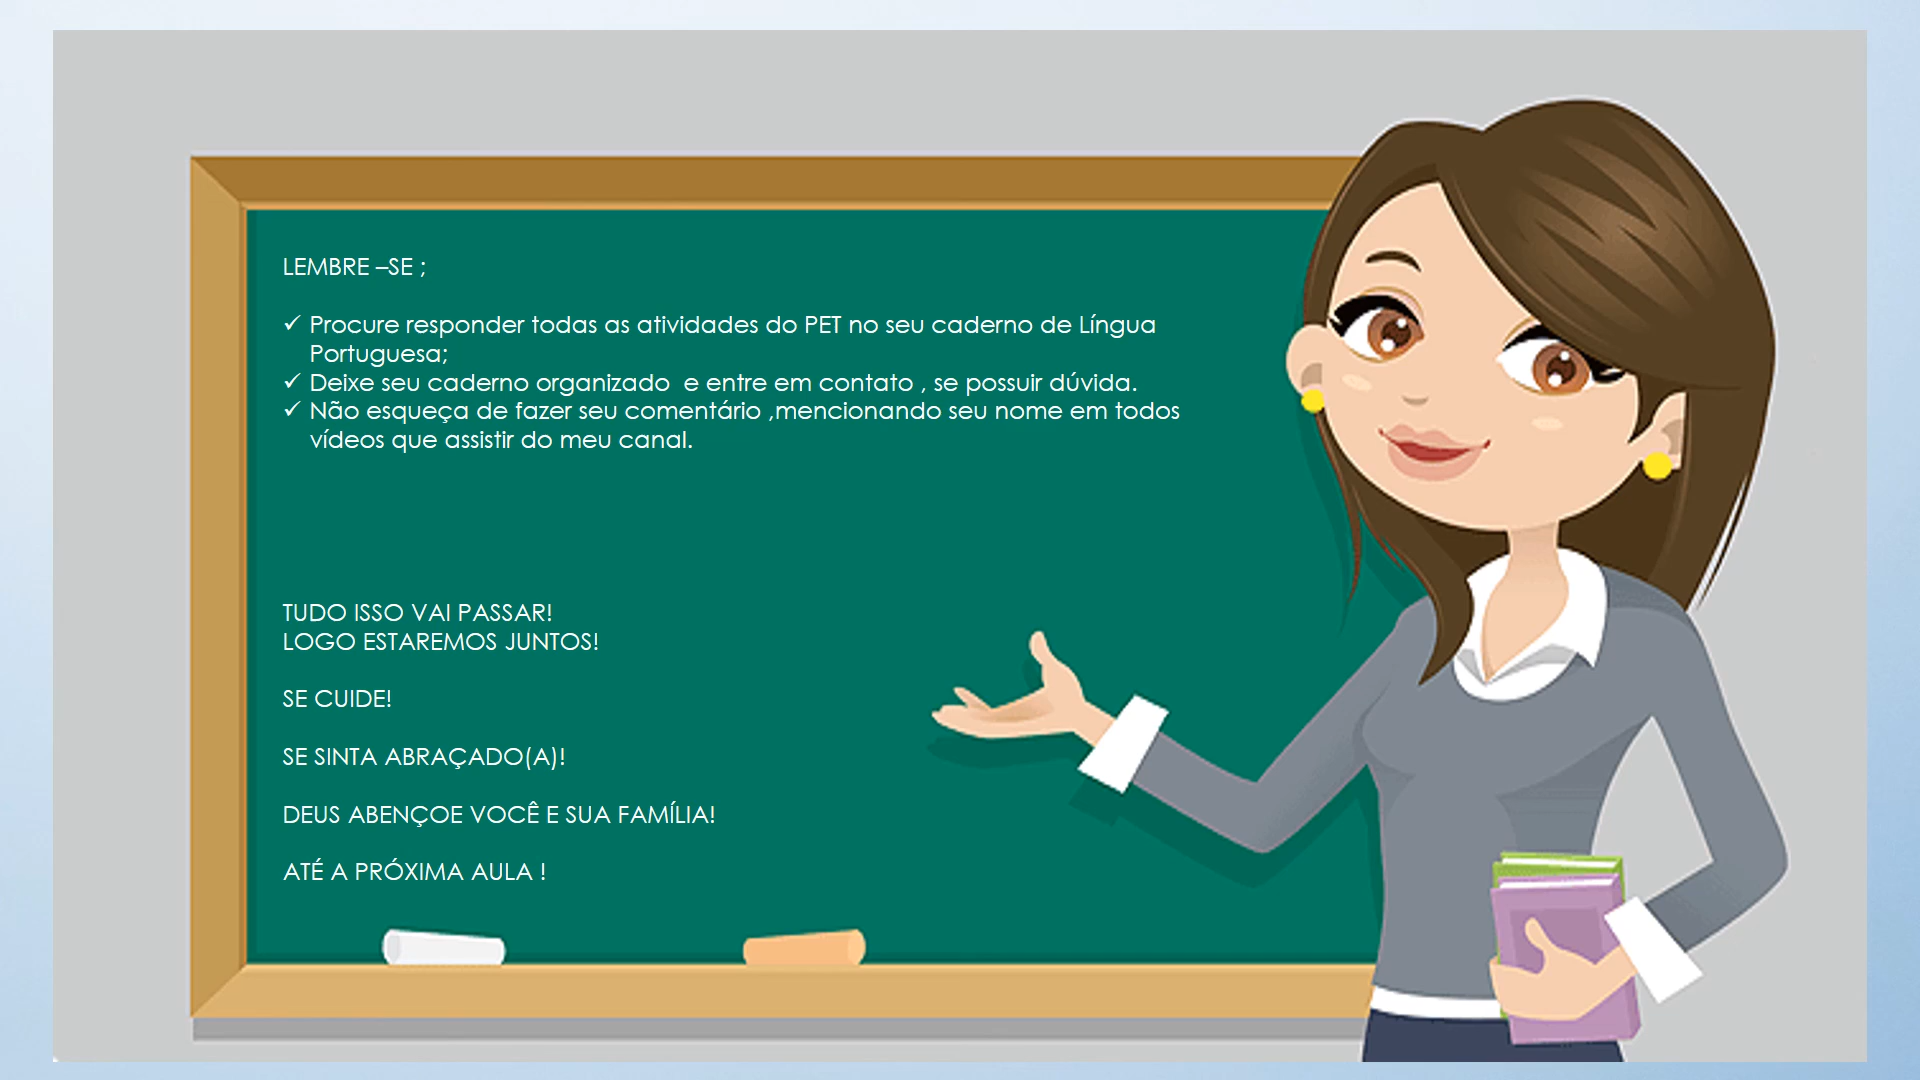 LEMBRE –SE ;
✓ Procure responder todas as atividades do PET no seu caderno de Língua
Portuguesa;
✓ Deixe seu caderno organizado  e entre em contato , se possuir dúvida.
✓ Não esqueça de fazer seu comentário ,mencionando seu nome em todos
vídeos que assistir do meu canal.
TUDO ISSO VAI PASSAR!
LOGO ESTAREMOS JUNTOS!
SE CUIDE!
SE SINTA ABRAÇADO(A)!
DEUS ABENÇOE VOCÊ E SUA FAMÍLIA!
ATÉ A PRÓXIMA AULA !